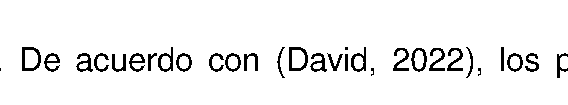 . De acuerdo con (David, 2022), los p